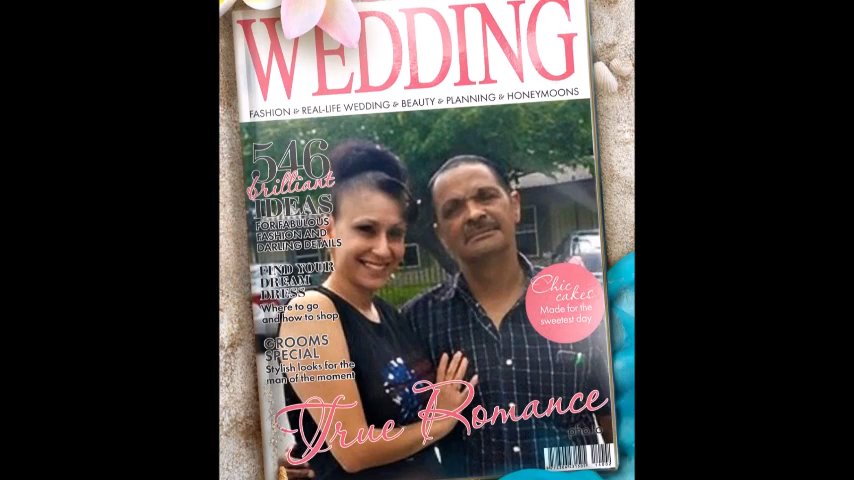 WEDDING
FASHION & REAL-LIFE WEDDING & BEAUTY & PLANNING & HONEYMOONS
546
brilliant
IDEAS
FOR FABULOUS
FASHION AND
DARLING DETAILS
FIND YOUR
DREAM
DRESS
Where to go
and how to shop
GROOMS
SPECIAL
Stylish looks for the
man of the moment
Chic
cakes
Made for the
sweetest day
True Romance